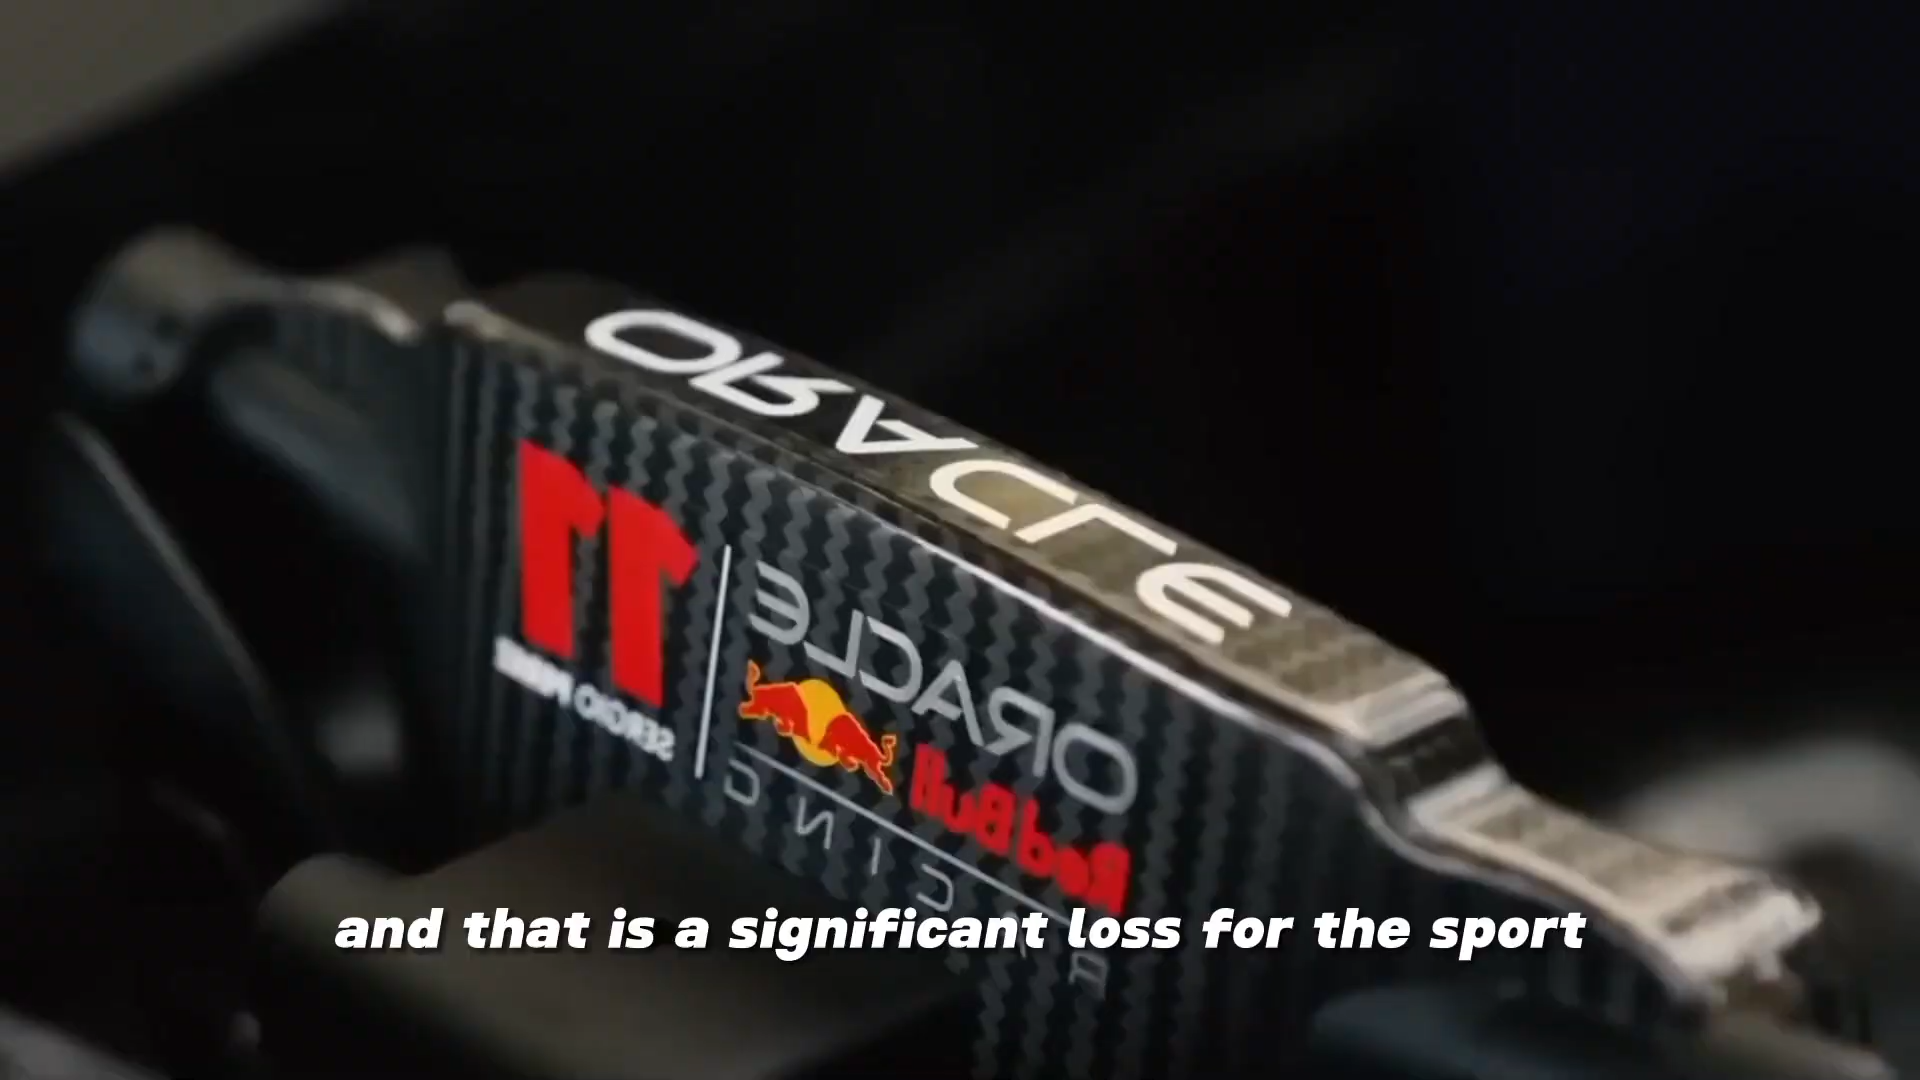 ORACLE
11
SERGIO PEREZ
ORACLE
Red Bull
RACING
and that is a significant loss for the sport